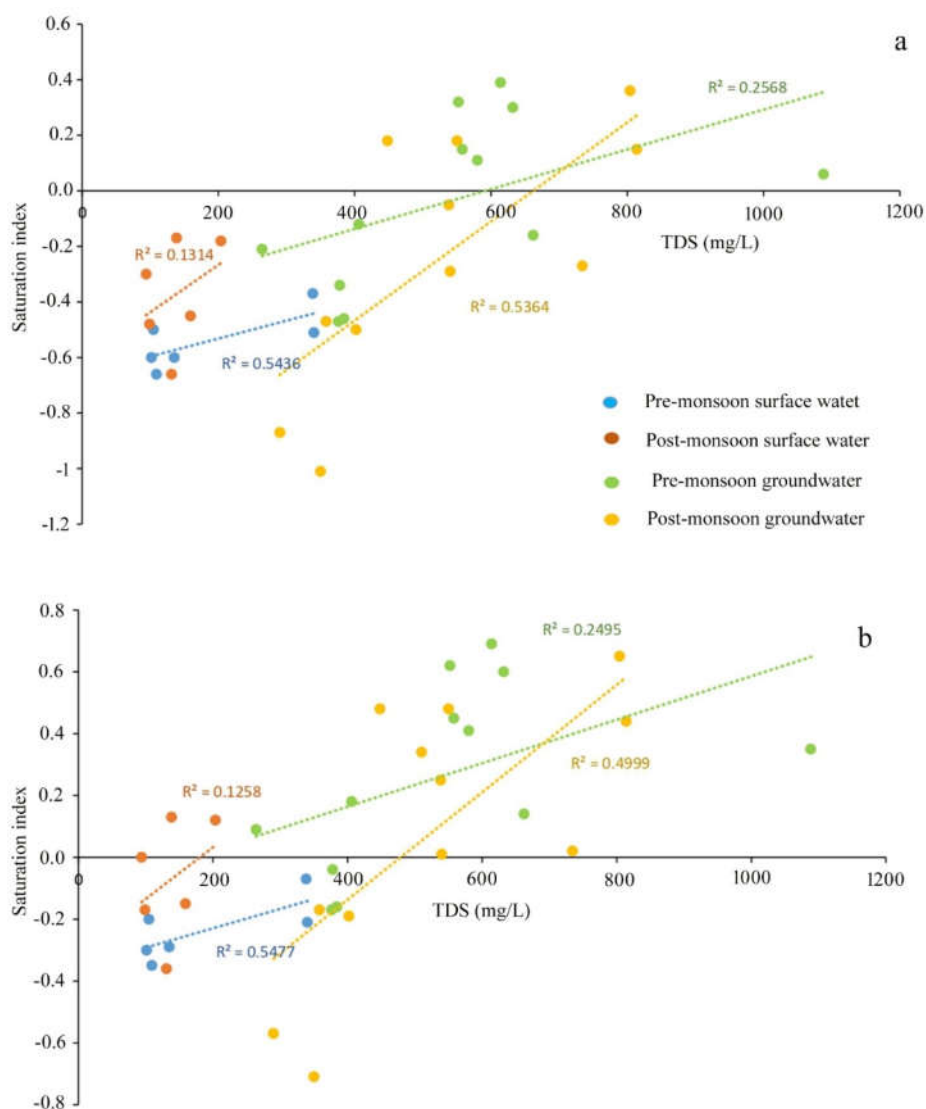 a
0.6
0.4
0.2
0.0
-0.2
-0.4
-0.6
-0.8
-1
-1.2
Saturation index
0 200 400 600 800 1000 1200
TDS (mg/L)
R² = 0.2568
R² = 0.1314
R² = 0.5364
R² = 0.5436
Pre-monsoon surface watet
Post-monsoon surface water
Pre-monsoon groundwater
Post-monsoon groundwater
b
0.8
0.6
0.4
0.2
0.0
-0.2
-0.4
-0.6
-0.8
Saturation index
0 200 400 600 800 1000 1200
TDS (mg/L)
R² = 0.2495
R² = 0.4999
R² = 0.1258
R² = 0.5477